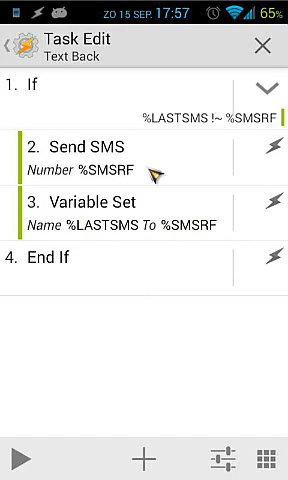 ZO 15 SEP. 17:57 65%
Task Edit
Text Back
1. If
%LASTSMS !~ %SMSRF
2. Send SMS
Number %SMSRF
3. Variable Set
Name %LASTSMS To %SMSRF
4. End If